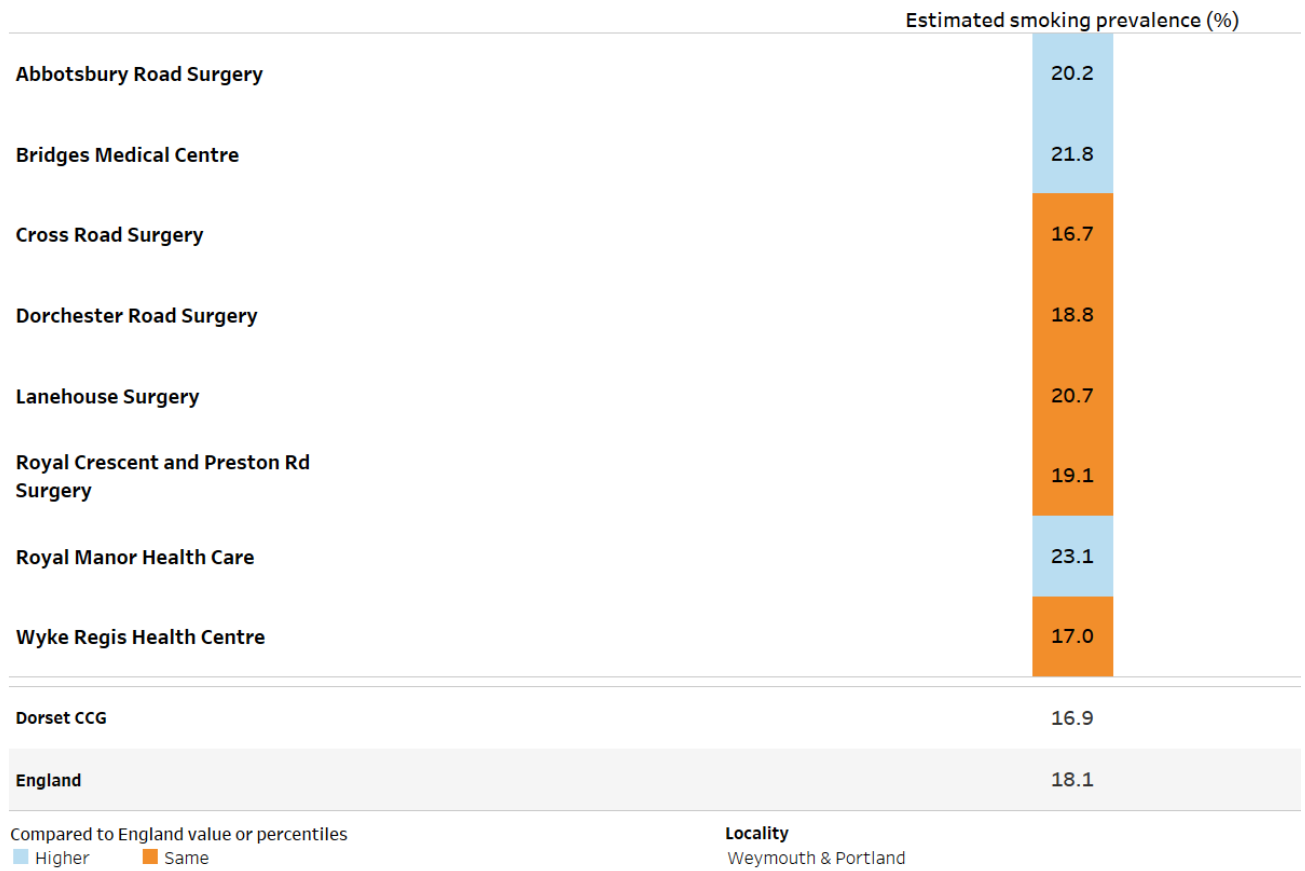 Estimated smoking prevalence (%)
Abbotsbury Road Surgery 20.2
Bridges Medical Centre 21.8
Cross Road Surgery 16.7
Dorchester Road Surgery 18.8
Lanehouse Surgery 20.7
Royal Crescent and Preston Rd
Surgery 19.1
Royal Manor Health Care 23.1
Wyke Regis Health Centre 17.0
Dorset CCG 16.9
England 18.1
Compared to England value or percentiles
Higher Same
Locality
Weymouth & Portland